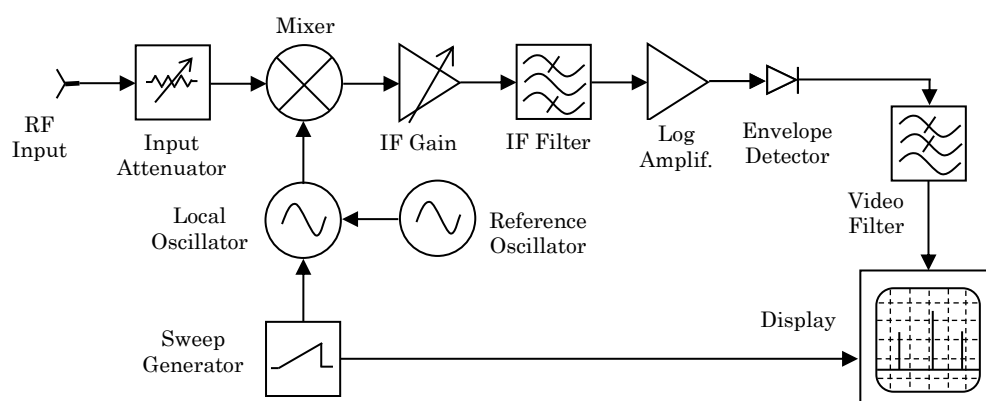 Mixer
RF
Input
Input
Attenuator
IF Gain
IF Filter
Log
Amplif.
Envelope
Detector
Video
Filter
Local
Oscillator
Reference
Oscillator
Sweep
Generator
Display